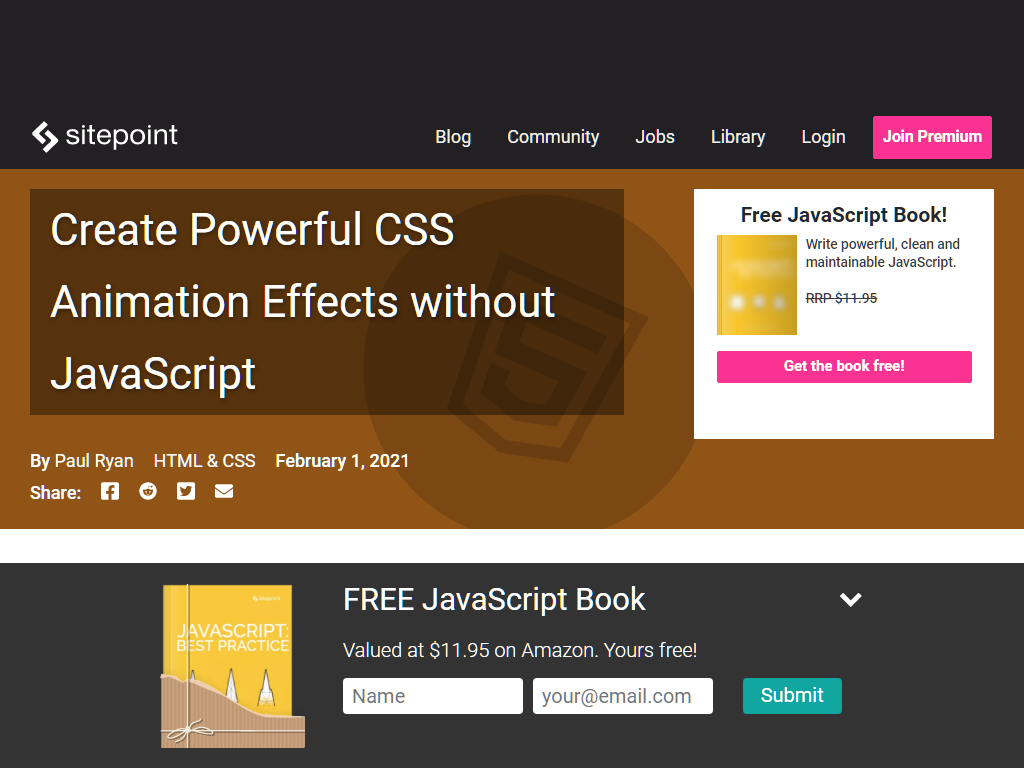 sitepoint
Blog Community Jobs Library Login Join Premium
Create Powerful CSS
Animation Effects without
JavaScript
Free JavaScript Book!
Write powerful, clean and
maintainable JavaScript.
RRP $11.95
Get the book free!
By Paul Ryan HTML & CSS February 1, 2021
Share:
FREE JavaScript Book
Valued at $11.95 on Amazon. Yours free!
Name your@email.com Submit
sitepoint
JAVASCRIPT:
BEST PRACTICE